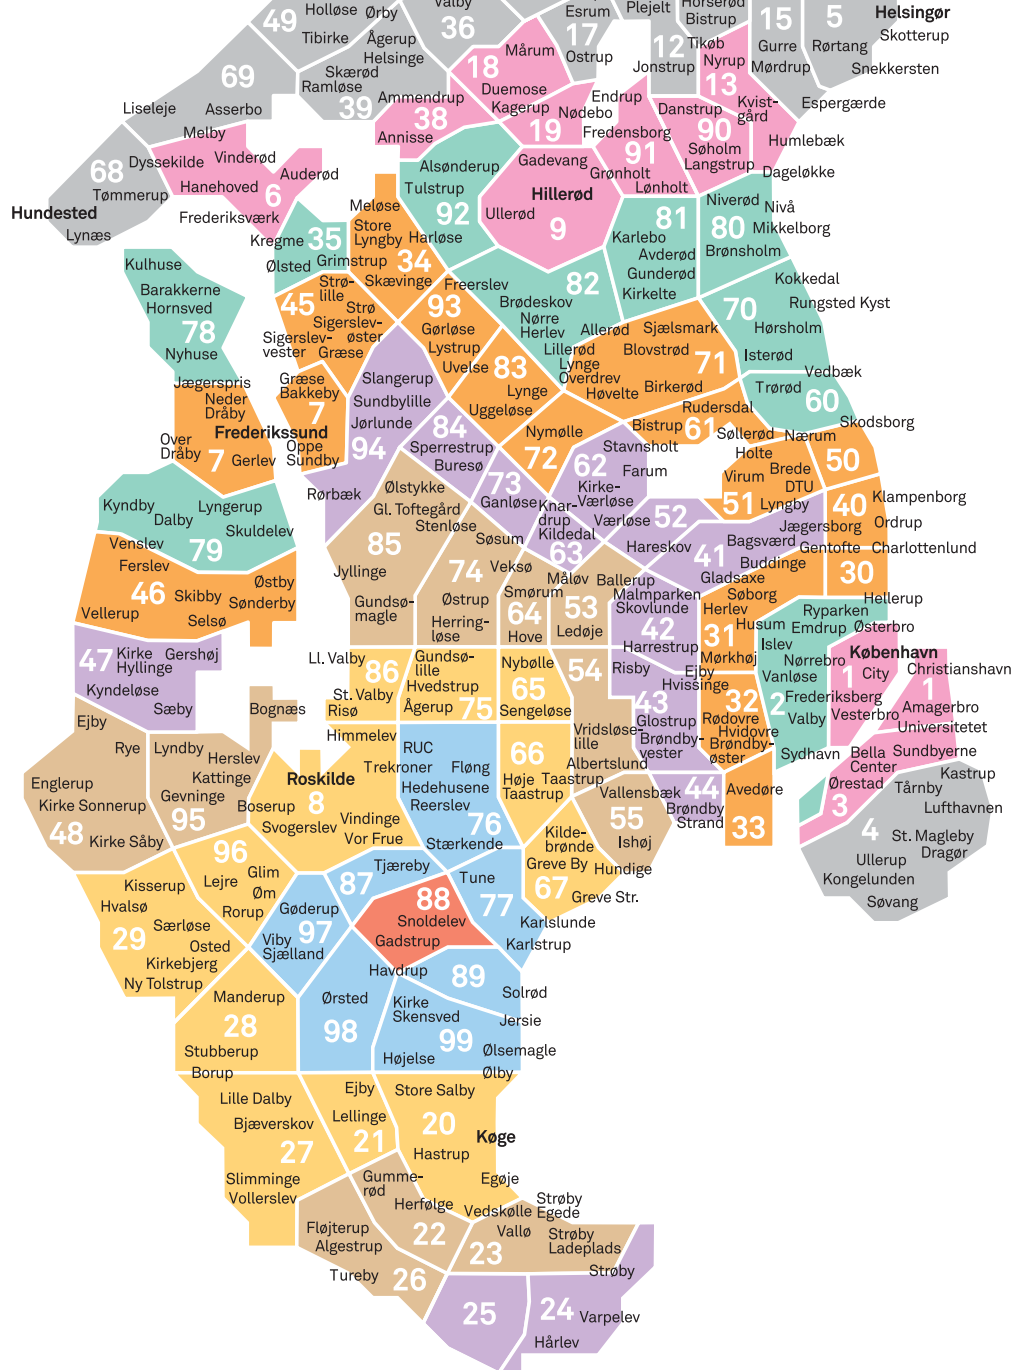 Holløse
Ørby
Valby
Esrum
Plejelt
Horserød
Bistrup
49
36
17
12
15
5
Helsingør
Skotterup
Tibirke
Ågerup
Helsinge
Mårum
Ostrup
Jonstrup
Tikøb
Nyrup
Gurre
Mørdrup
Rørtang
Snekkersten
69
Skærød
Ramløse
39
18
Duemose
13
Liseleje
Asserbo
Ammendrup
Kagerup
Endrup
Nødebo
Danstrup
Kvist-
gård
Espergærde
38
19
Fredensborg
90
Melby
Annisse
Søholm
Langstrup
Humlebæk
68
Dyssekilde
Vinderød
Alsønderup
Gadevang
91
Grønholt
Dageløkke
Auderød
Tømmerup
Hanehoved
6
Tulstrup
Hillerød
Lønholt
Niverød
Nivå
Hundested
Frederiksværk
Meløse
92
Ullerød
9
81
80
Mikkelborg
Lynæs
Kregme
35
Store
Lyngby
Harløse
Karlebo
Brønsholm
Kulhuse
Ølsted
Grimstrup
34
Avderød
Gunderød
Kokkedal
Barakkerne
Strø-
lille
Skævinge
Freerslev
82
Kirkelte
Hornsved
45
Strø
93
Brødeskov
70
Rungsted Kyst
78
Sigerslev-
øster
Gørløse
Nørre
Herlev
Allerød
Sjælsmark
Hørsholm
Sigerslev-
vester
Græse
Lystrup
Lillerød
Blovstrød
Nyhuse
Uvelse
83
Lynge
Overdrev
71
Isterød
Jægerspris
Græse
Bakkeby
Slangerup
Lynge
Høvelte
Birkerød
Vedbæk
Neder
Dråby
7
Sundbylille
Uggeløse
Trørød
60
Frederikssund
Jørlunde
84
Nymølle
Bistrup
Rudersdal
61
Skodsborg
Over
Dråby
7
Gerlev
Oppe
Sundby
94
Sperrestrup
Stavnsholt
Søllerød
Nærum
Buresø
72
62
Farum
Holte
50
Kyndby
Lyngerup
Rørbæk
Ølstykke
73
Kirke-
Værløse
Virum
Brede
DTU
Dalby
Gl. Toftegård
Ganløse
51
Lyngby
40
Klampenborg
Skuldelev
Stenløse
Knar-
drup
Værløse
52
Jægersborg
Ordrup
Venslev
79
85
Søsum
Kildedal
63
Hareskov
41
Bagsværd
Gentofte
Charlottenlund
Ferslev
Jyllinge
74
Veksø
Måløv
Ballerup
Buddinge
30
46
Skibby
Østby
Smørum
Malmparken
Gladsaxe
Vellerup
Sønderby
Gundsø-
magle
Østrup
64
53
Skovlunde
Søborg
Hellerup
Selsø
Herring-
løse
Hove
Ledøje
42
Herlev
Ryparken
31
Husum
Emdrup
Østerbro
Harrestrup
Islev
47
Kirke
Hyllinge
Gershøj
Ll. Valby
Gundsø-
lille
Nybølle
54
Risby
Mørkhøj
Nørrebro
København
86
65
Ejby
Vanløse
1
City
Christianshavn
Kyndeløse
Hvedstrup
Hvissinge
1
St. Valby
43
32
2
Frederiksberg
Sæby
Bognæs
Risø
Ågerup
75
Sengeløse
Amagerbro
Ejby
Glostrup
Rødovre
Valby
Vesterbro
Universitetet
Himmelev
Vridsløse-
lille
Brøndby-
vester
Hvidovre
Rye
Lyndby
RUC
66
Brøndby-
øster
Sydhavn
Bella
Center
Sundbyerne
Herslev
Trekroner
Fløng
Albertslund
Kattinge
Roskilde
Høje
Taastrup
Taastrup
Kastrup
Englerup
8
Hedehusene
44
Avedøre
Ørestad
Tårnby
Gevninge
Vallensbæk
Kirke Sonnerup
95
Boserup
Reerslev
Brøndby
Strand
3
Lufthavnen
Vindinge
76
55
33
48
Svogerslev
Kilde-
brønde
4
St. Magleby
Kirke Såby
Vor Frue
Stærkende
Ishøj
Dragør
96
Greve By
Ullerup
Kisserup
Glim
Tjæreby
Tune
Hundige
Kongelunden
Lejre
87
67
Øm
88
Greve Str.
Hvalsø
Rorup
Gøderup
77
Søvang
Særløse
Snoldelev
Karlslunde
29
Osted
Viby
Sjælland
97
Gadstrup
Karlstrup
Kirkebjerg
Ny Tolstrup
Havdrup
89
Manderup
Ørsted
Kirke
Skensved
Solrød
28
98
99
Jersie
Stubberup
Højelse
Ølsemagle
Borup
Ølby
Lille Dalby
Ejby
Store Salby
Bjæverskov
Lellinge
20
21
Køge
27
Hastrup
Slimminge
Gumme-
rød
Egøje
Vollerslev
Herfølge
Vedskølle
Strøby
Egede
Fløjterup
22
Vallø
Strøby
Ladeplads
Algestrup
23
Tureby
26
Strøby
25
24
Varpelev
Hårlev